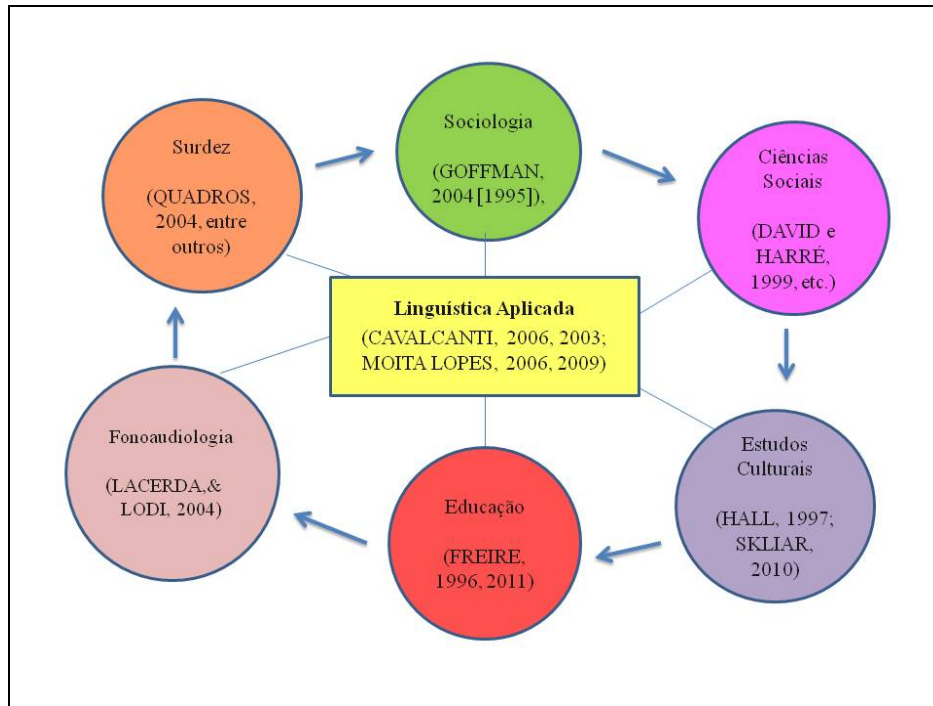 Surdez
(QUADROS,
2004, entre
outros)
Sociologia
(GOFFMAN,
2004 [1995]),
Ciências
Sociais
(DAVID e
HARRÉ,
1999, etc.)
Linguística Aplicada
(CAVALCANTI, 2006, 2003;
MOITA LOPES, 2006, 2009)
Fonoaudiologia
(LACERDA,&
LODI, 2004)
Educação
(FREIRE,
1996, 2011)
Estudos
Culturais
(HALL, 1997;
SKLIAR,
2010)